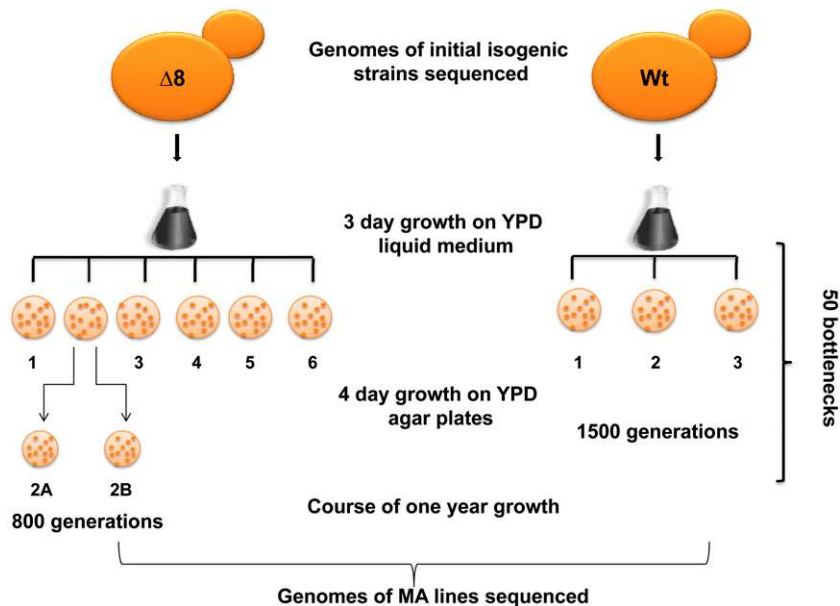 Genomes of initial isogenic
strains sequenced
Δ8
Wt
3 day growth on YPD
liquid medium
1
3
4
5
6
1
2
3
4 day growth on YPD
agar plates
1500 generations
50 bottlenecks
2A
2B
800 generations
Course of one year growth
Genomes of MA lines sequenced